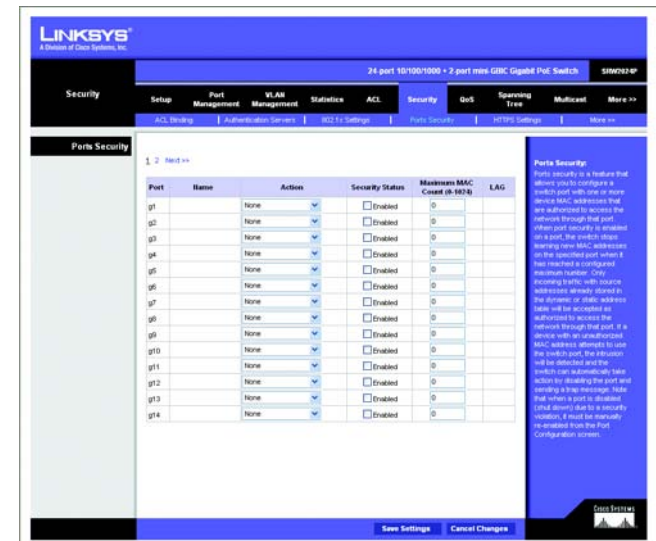 LINKSYS®
A Division of Cisco Systems, Inc.
24-port 10/100/1000 + 2-port mini-GBIC Gigabit PoE Switch SRW2024P
Security
Setup Port Management VLAN Management Statistics ACL Security QoS Spanning Tree Multicast More >>
ACL Binding | Authentication Servers | 802.1x Settings | Ports Security | HTTPS Settings | More >>
Ports Security
1 2 Next >>
Port Name Action Security Status Maximum MAC Count (0-1024) LAG
g1 None Enabled 0
g2 None Enabled 0
g3 None Enabled 0
g4 None Enabled 0
g5 None Enabled 0
g6 None Enabled 0
g7 None Enabled 0
g8 None Enabled 0
g9 None Enabled 0
g10 None Enabled 0
g11 None Enabled 0
g12 None Enabled 0
g13 None Enabled 0
g14 None Enabled 0
Ports Security:
Ports security is a feature that
allows you to configure a
switch port with one or more
device MAC addresses that
are authorized to access the
network through that port.
When port security is enabled
on a port, the switch stops
learning new MAC addresses
on the specified port when it
has reached a configured
maximum number. Only
incoming traffic with source
addresses already stored in
the dynamic or static address
table will be accepted as
authorized to access the
network through that port. If a
device with an unauthorized
MAC address attempts to use
the switch port, the intrusion
will be detected and the
switch can automatically take
action by disabling the port and
sending a trap message. Note
that when a port is disabled
(shut down) due to a security
violation, it must be manually
re-enabled from the Port
Configuration screen.
Save Settings Cancel Changes
CISCO SYSTEMS